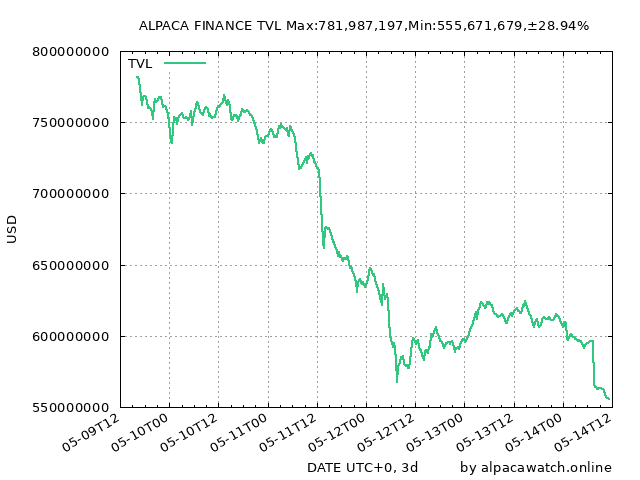 ALPACA FINANCE TVL Max:781,987,197,Min:555,671,679,±28.94%
TVL
800000000
750000000
700000000
650000000
600000000
550000000
USD
05-09T12
05-10T00
05-10T12
05-11T00
05-11T12
05-12T00
05-12T12
05-13T00
05-13T12
05-14T00
05-14T12
DATE UTC+0, 3d
by alpacawatch.online